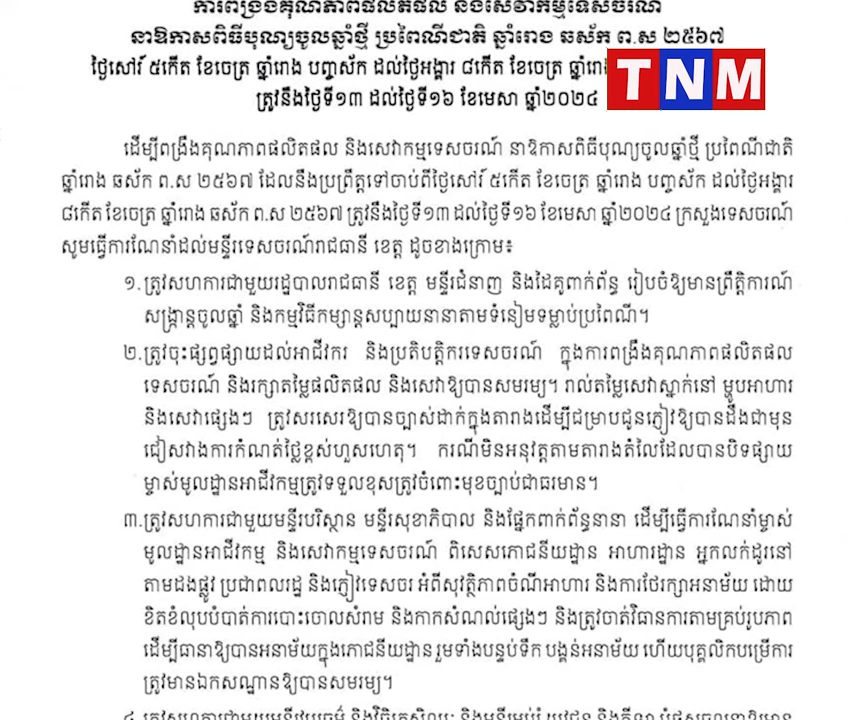 ការពង្រឹងគុណភាពផលិតផល និងសេវាកម្មទេសចរណ៍
នាឱកាសពិធីបុណ្យចូលឆ្នាំថ្មី ប្រពៃណីជាតិ ឆ្នាំរោង ឆស័ក ព.ស ២៥៦៧
ថ្ងៃសៅរ៍ ៥កើត ខែចេត្រ ឆ្នាំរោង បញ្ចស័ក ដល់ថ្ងៃអង្គារ ៨កើត ខែចេត្រ ឆ្នាំរោង
TNM
ត្រូវនឹងថ្ងៃទី១៣ ដល់ថ្ងៃទី១៦ ខែមេសា ឆ្នាំ២០២៤
ដើម្បីពង្រឹងគុណភាពផលិតផល និងសេវាកម្មទេសចរណ៍ នាឱកាសពិធីបុណ្យចូលឆ្នាំថ្មី ប្រពៃណីជាតិ
ឆ្នាំរោង ឆស័ក ព.ស ២៥៦៧ ដែលនឹងប្រព្រឹត្តទៅចាប់ពីថ្ងៃសៅរ៍ ៥កើត ខែចេត្រ ឆ្នាំរោង បញ្ចស័ក ដល់ថ្ងៃអង្គារ
៨កើត ខែចេត្រ ឆ្នាំរោង ឆស័ក ព.ស ២៥៦៧ ត្រូវនឹងថ្ងៃទី១៣ ដល់ថ្ងៃទី១៦ ខែមេសា ឆ្នាំ២០២៤ ក្រសួងទេសចរណ៍
សូមធ្វើការណែនាំដល់មន្ទីរទេសចរណ៍រាជធានី ខេត្ត ដូចខាងក្រោម៖
១.ត្រូវសហការជាមួយរដ្ឋបាលរាជធានី ខេត្ត មន្ទីរជំនាញ និងដៃគូពាក់ព័ន្ធ រៀបចំឱ្យមានព្រឹត្តិការណ៍
សង្ក្រាន្តចូលឆ្នាំ និងកម្មវិធីកម្សាន្តសប្បាយនានាតាមទំនៀមទម្លាប់ប្រពៃណី។
២.ត្រូវចុះផ្សព្វផ្សាយដល់អាជីវករ និងប្រតិបត្តិករទេសចរណ៍ ក្នុងការពង្រឹងគុណភាពផលិតផល
ទេសចរណ៍ និងរក្សាតម្លៃផលិតផល និងសេវាឱ្យបានសមរម្យ។ រាល់តម្លៃសេវាស្នាក់នៅ ម្ហូបអាហារ
និងសេវាផ្សេងៗ ត្រូវសរសេរឱ្យបានច្បាស់ដាក់ក្នុងតារាងដើម្បីជម្រាបជូនភ្ញៀវឱ្យបានដឹងជាមុន
ជៀសវាងការកំណត់ថ្លៃខ្ពស់ហួសហេតុ។ ករណីមិនអនុវត្តតាមតារាងតំលៃដែលបានបិទផ្សាយ
ម្ចាស់មូលដ្ឋានអាជីវកម្មត្រូវទទួលខុសត្រូវចំពោះមុខច្បាប់ជាធរមាន។
៣.ត្រូវសហការជាមួយមន្ទីរបរិស្ថាន មន្ទីរសុខាភិបាល និងផ្នែកពាក់ព័ន្ធនានា ដើម្បីធ្វើការណែនាំម្ចាស់
មូលដ្ឋានអាជីវកម្ម និងសេវាកម្មទេសចរណ៍ ពិសេសភោជនីយដ្ឋាន អាហារដ្ឋាន អ្នកលក់ដូរនៅ
តាមដងផ្លូវ ប្រជាពលរដ្ឋ និងភ្ញៀវទេសចរ អំពីសុវត្ថិភាពចំណីអាហារ និងការថែរក្សាអនាម័យ ដោយ
ខិតខំលុបបំបាត់ការបោះចោលសំរាម និងកាកសំណល់ផ្សេងៗ និងត្រូវចាត់វិធានការតាមគ្រប់រូបភាព
ដើម្បីធានាឱ្យបានអនាម័យក្នុងភោជនីយដ្ឋាន រួមទាំងបន្ទប់ទឹក បង្គន់អនាម័យ ហើយបុគ្គលិកបម្រើការ
ត្រូវមានឯកសណ្ឋានឱ្យបានសមរម្យ។
៤.ត្រូវសហការជាមួយមន្ទីរវប្បធម៌ និងវិចិត្រសិល្បៈ